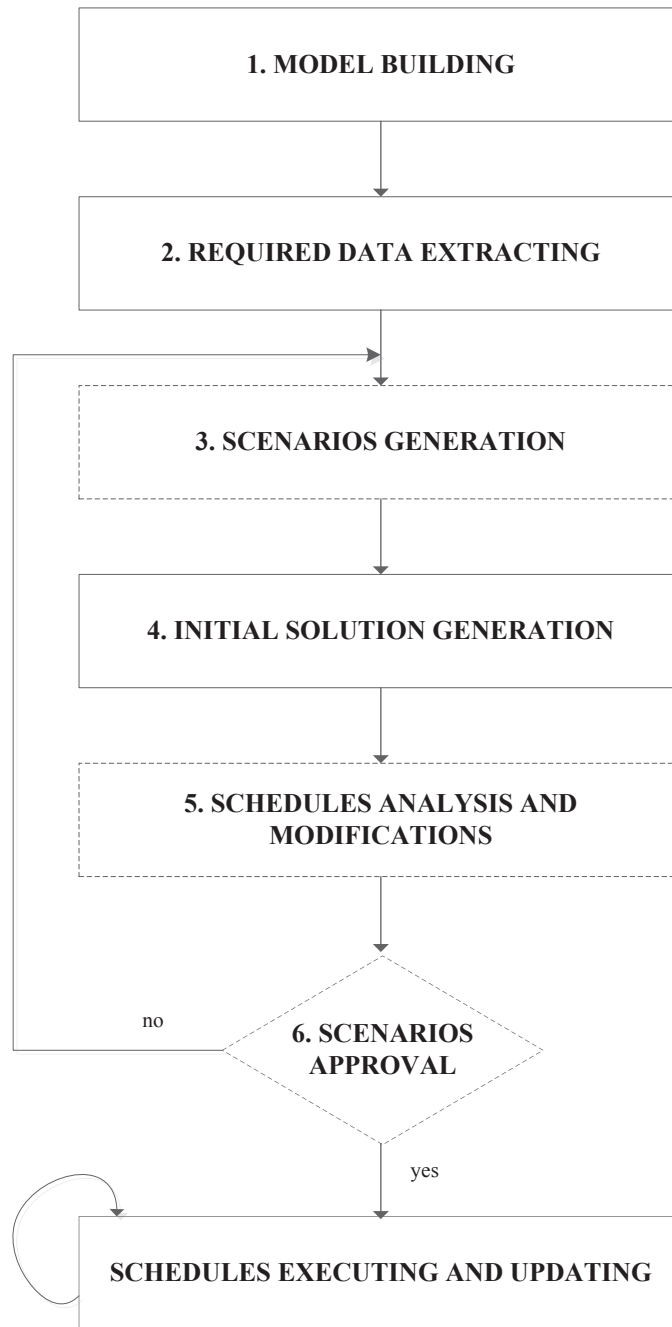 1. MODEL BUILDING
2. REQUIRED DATA EXTRACTING
3. SCENARIOS GENERATION
4. INITIAL SOLUTION GENERATION
5. SCHEDULES ANALYSIS AND
MODIFICATIONS
6. SCENARIOS
APPROVAL
no
yes
SCHEDULES EXECUTING AND UPDATING